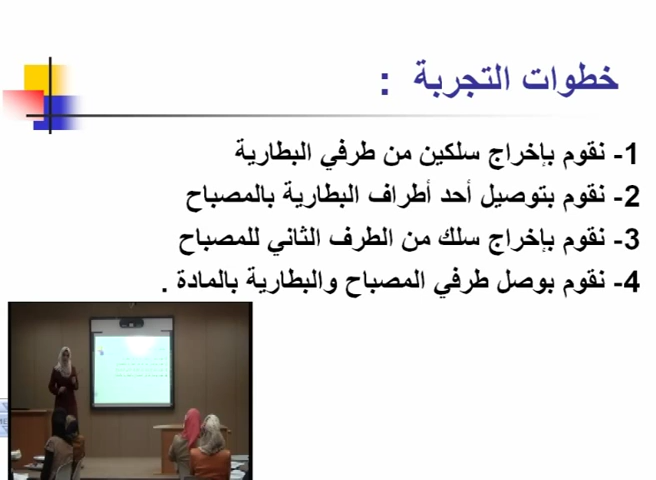 خطوات التجربة :
1- نقوم بإخراج سلكين من طرفي البطارية
2- نقوم بتوصيل أحد أطراف البطارية بالمصباح
3- نقوم بإخراج سلك من الطرف الثاني للمصباح
4- نقوم بوصل طرفي المصباح والبطارية بالمادة .